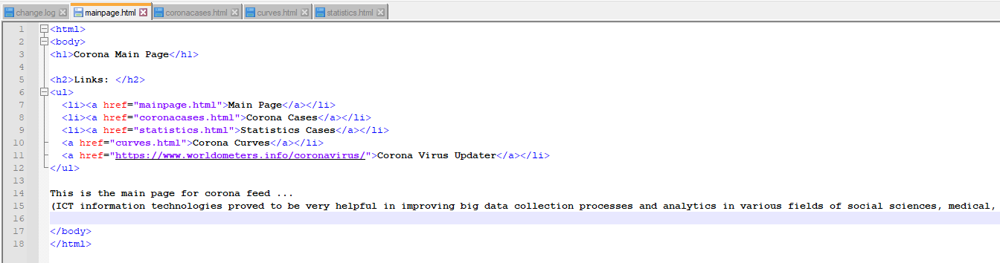 change.log mainpage.html coronacases.html curves.html statistics.html
1 <html>
2 <body>
3 <h1>Corona Main Page</h1>
4
5 <h2>Links: </h2>
6 <ul>
7 <li><a href="mainpage.html">Main Page</a></li>
8 <li><a href="coronacases.html">Corona Cases</a></li>
9 <li><a href="statistics.html">Statistics Cases</a></li>
10 <a href="curves.html">Corona Curves</a></li>
11 <a href="https://www.worldometers.info/coronavirus/">Corona Virus Updater</a></li>
12 </ul>
13
14 This is the main page for corona feed ...
15 (ICT information technologies proved to be very helpful in improving big data collection processes and analytics in various fields of social sciences, medical,
16
17 </body>
18 </html>